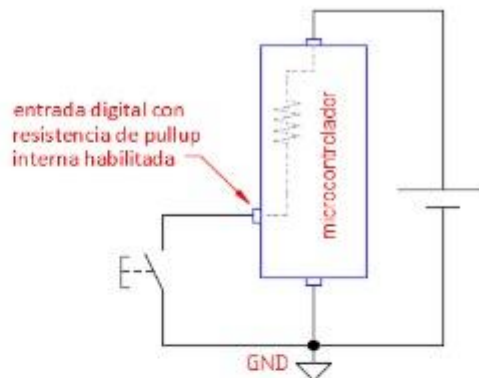 entrada digital con
resistencia de pullup
interna habilitada
microcontrolador
GND